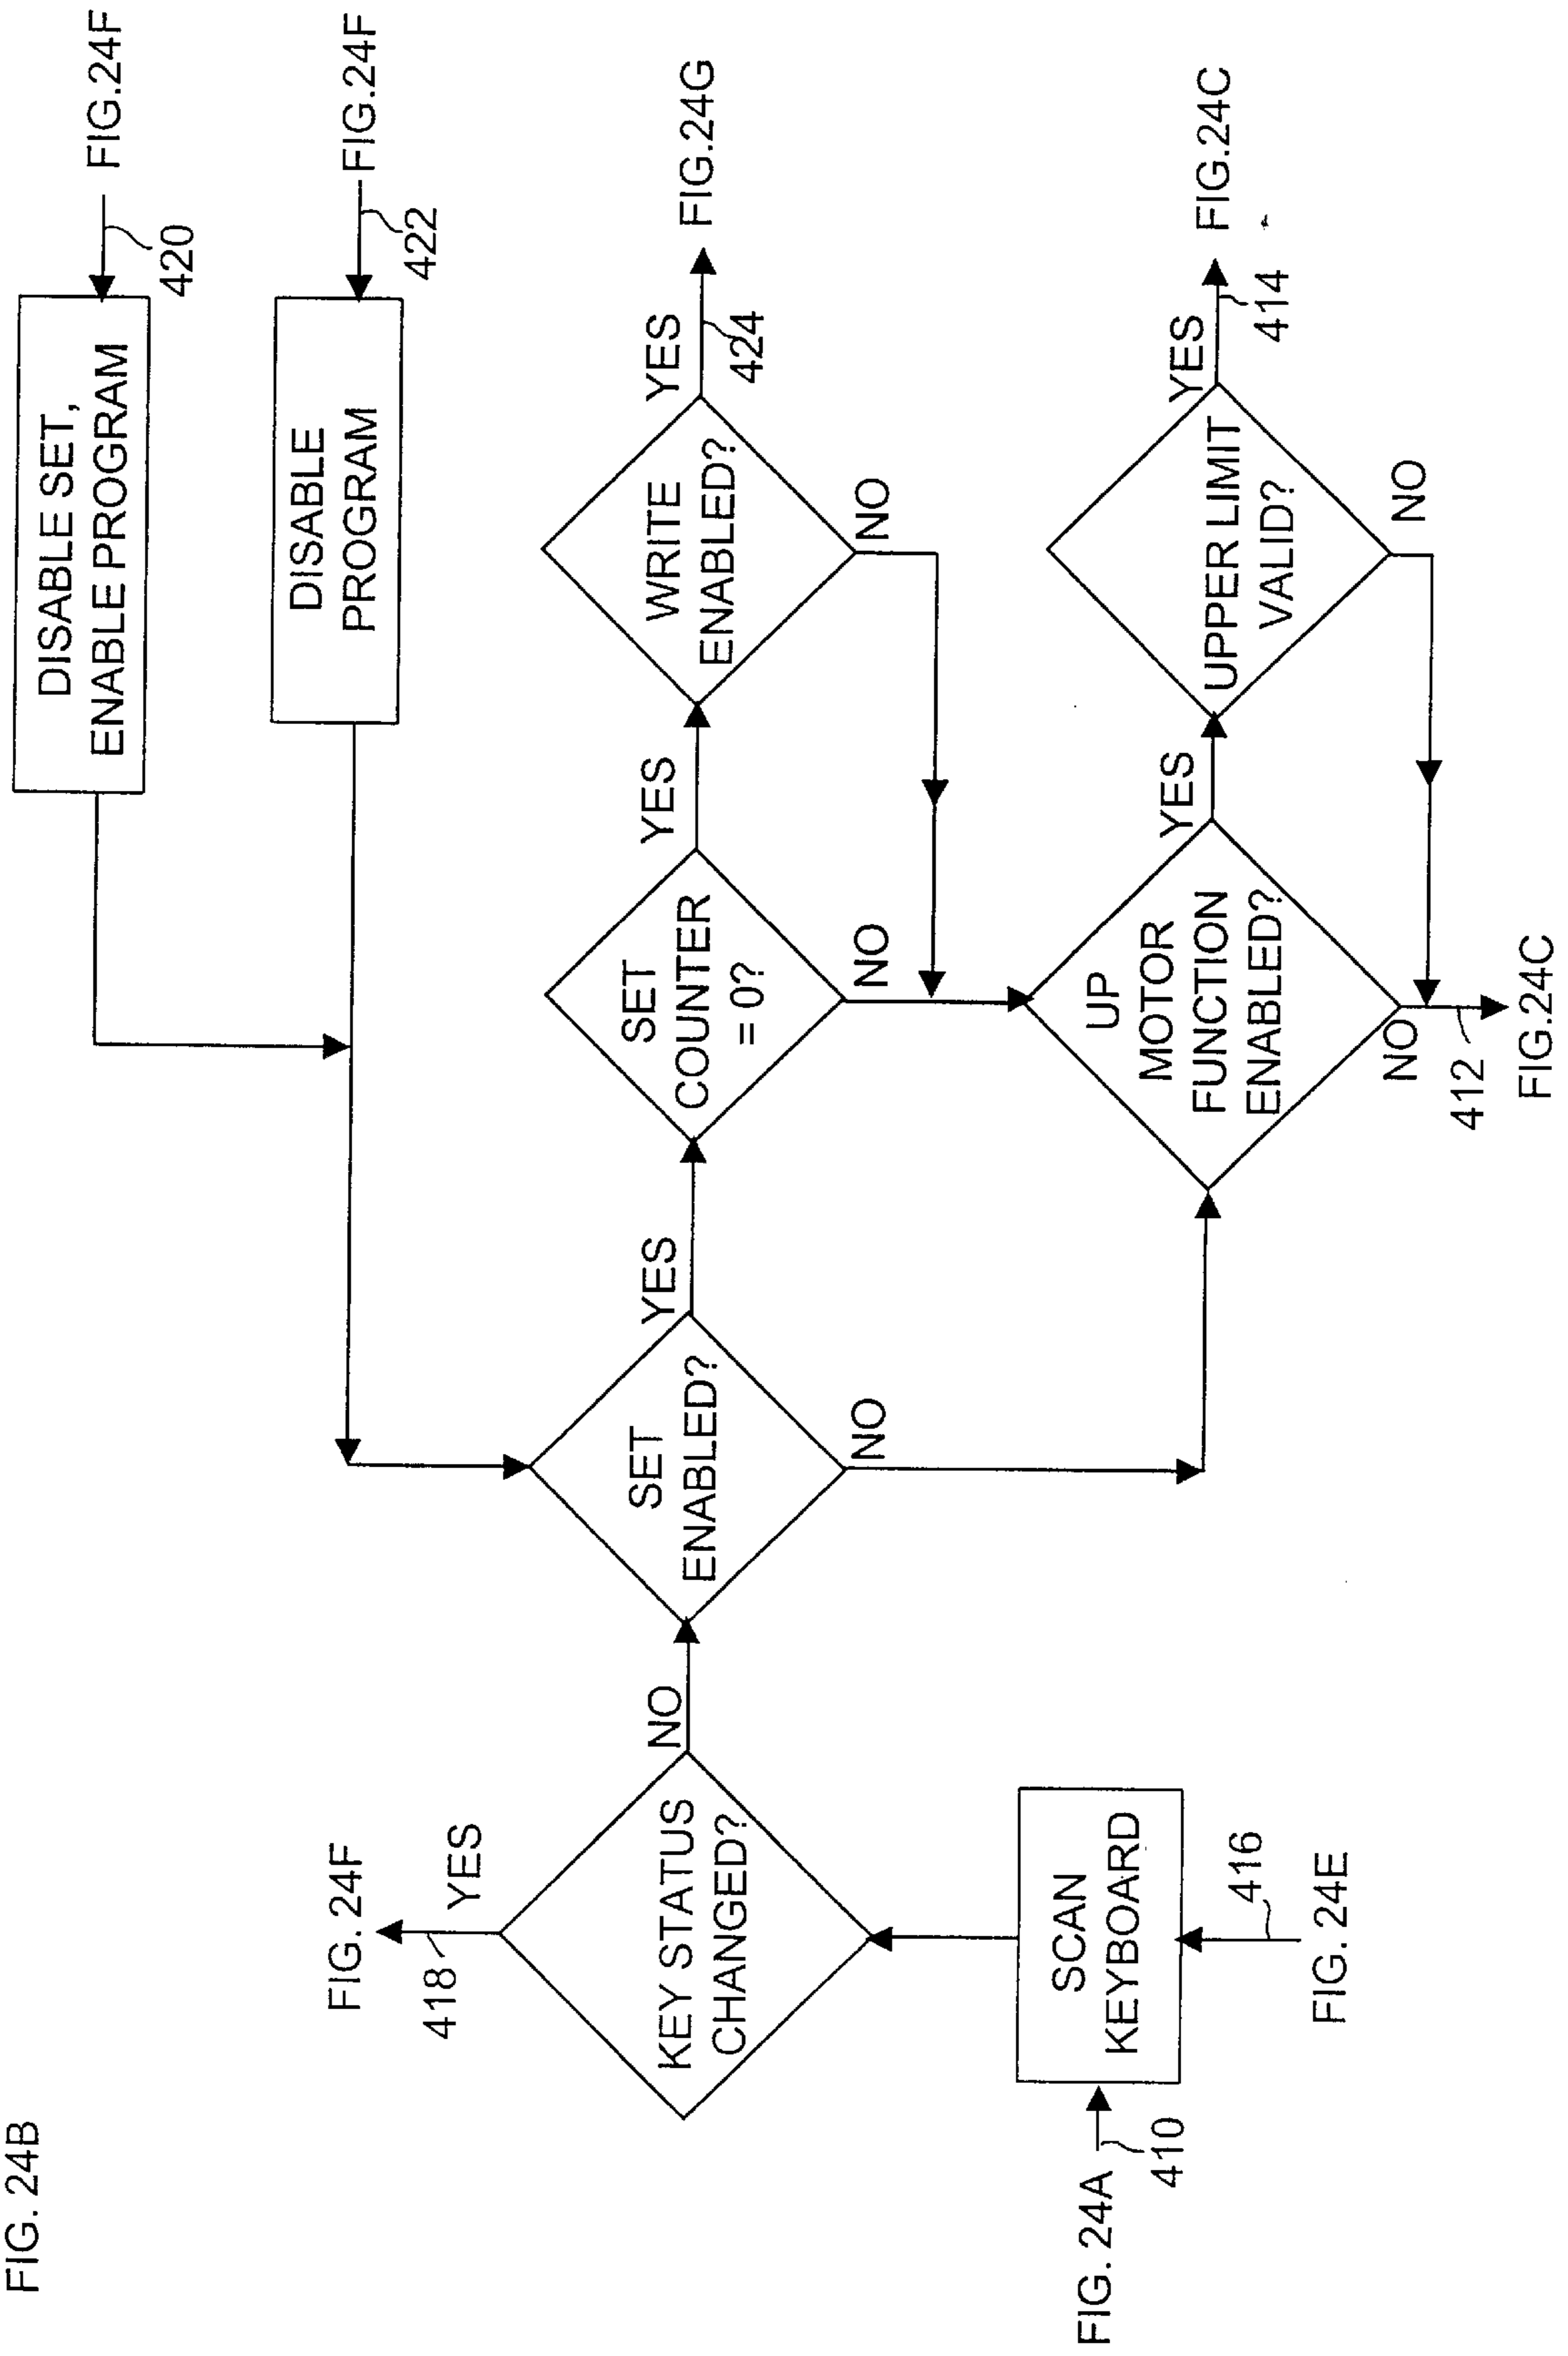 FIG. 24B
DISABLE SET,
ENABLE PROGRAM
420
FIG.24F
DISABLE
PROGRAM
422
FIG.24F
FIG. 24F
418
YES
KEY STATUS
CHANGED?
NO
SET
ENABLED?
YES
NO
SET
COUNTER
= 0?
YES
NO
WRITE
ENABLED?
YES
424
FIG.24G
NO
FIG. 24A
410
SCAN
KEYBOARD
416
FIG. 24E
UP
MOTOR
FUNCTION
ENABLED?
YES
NO
412
FIG.24C
UPPER LIMIT
VALID?
YES
414
FIG.24C
NO